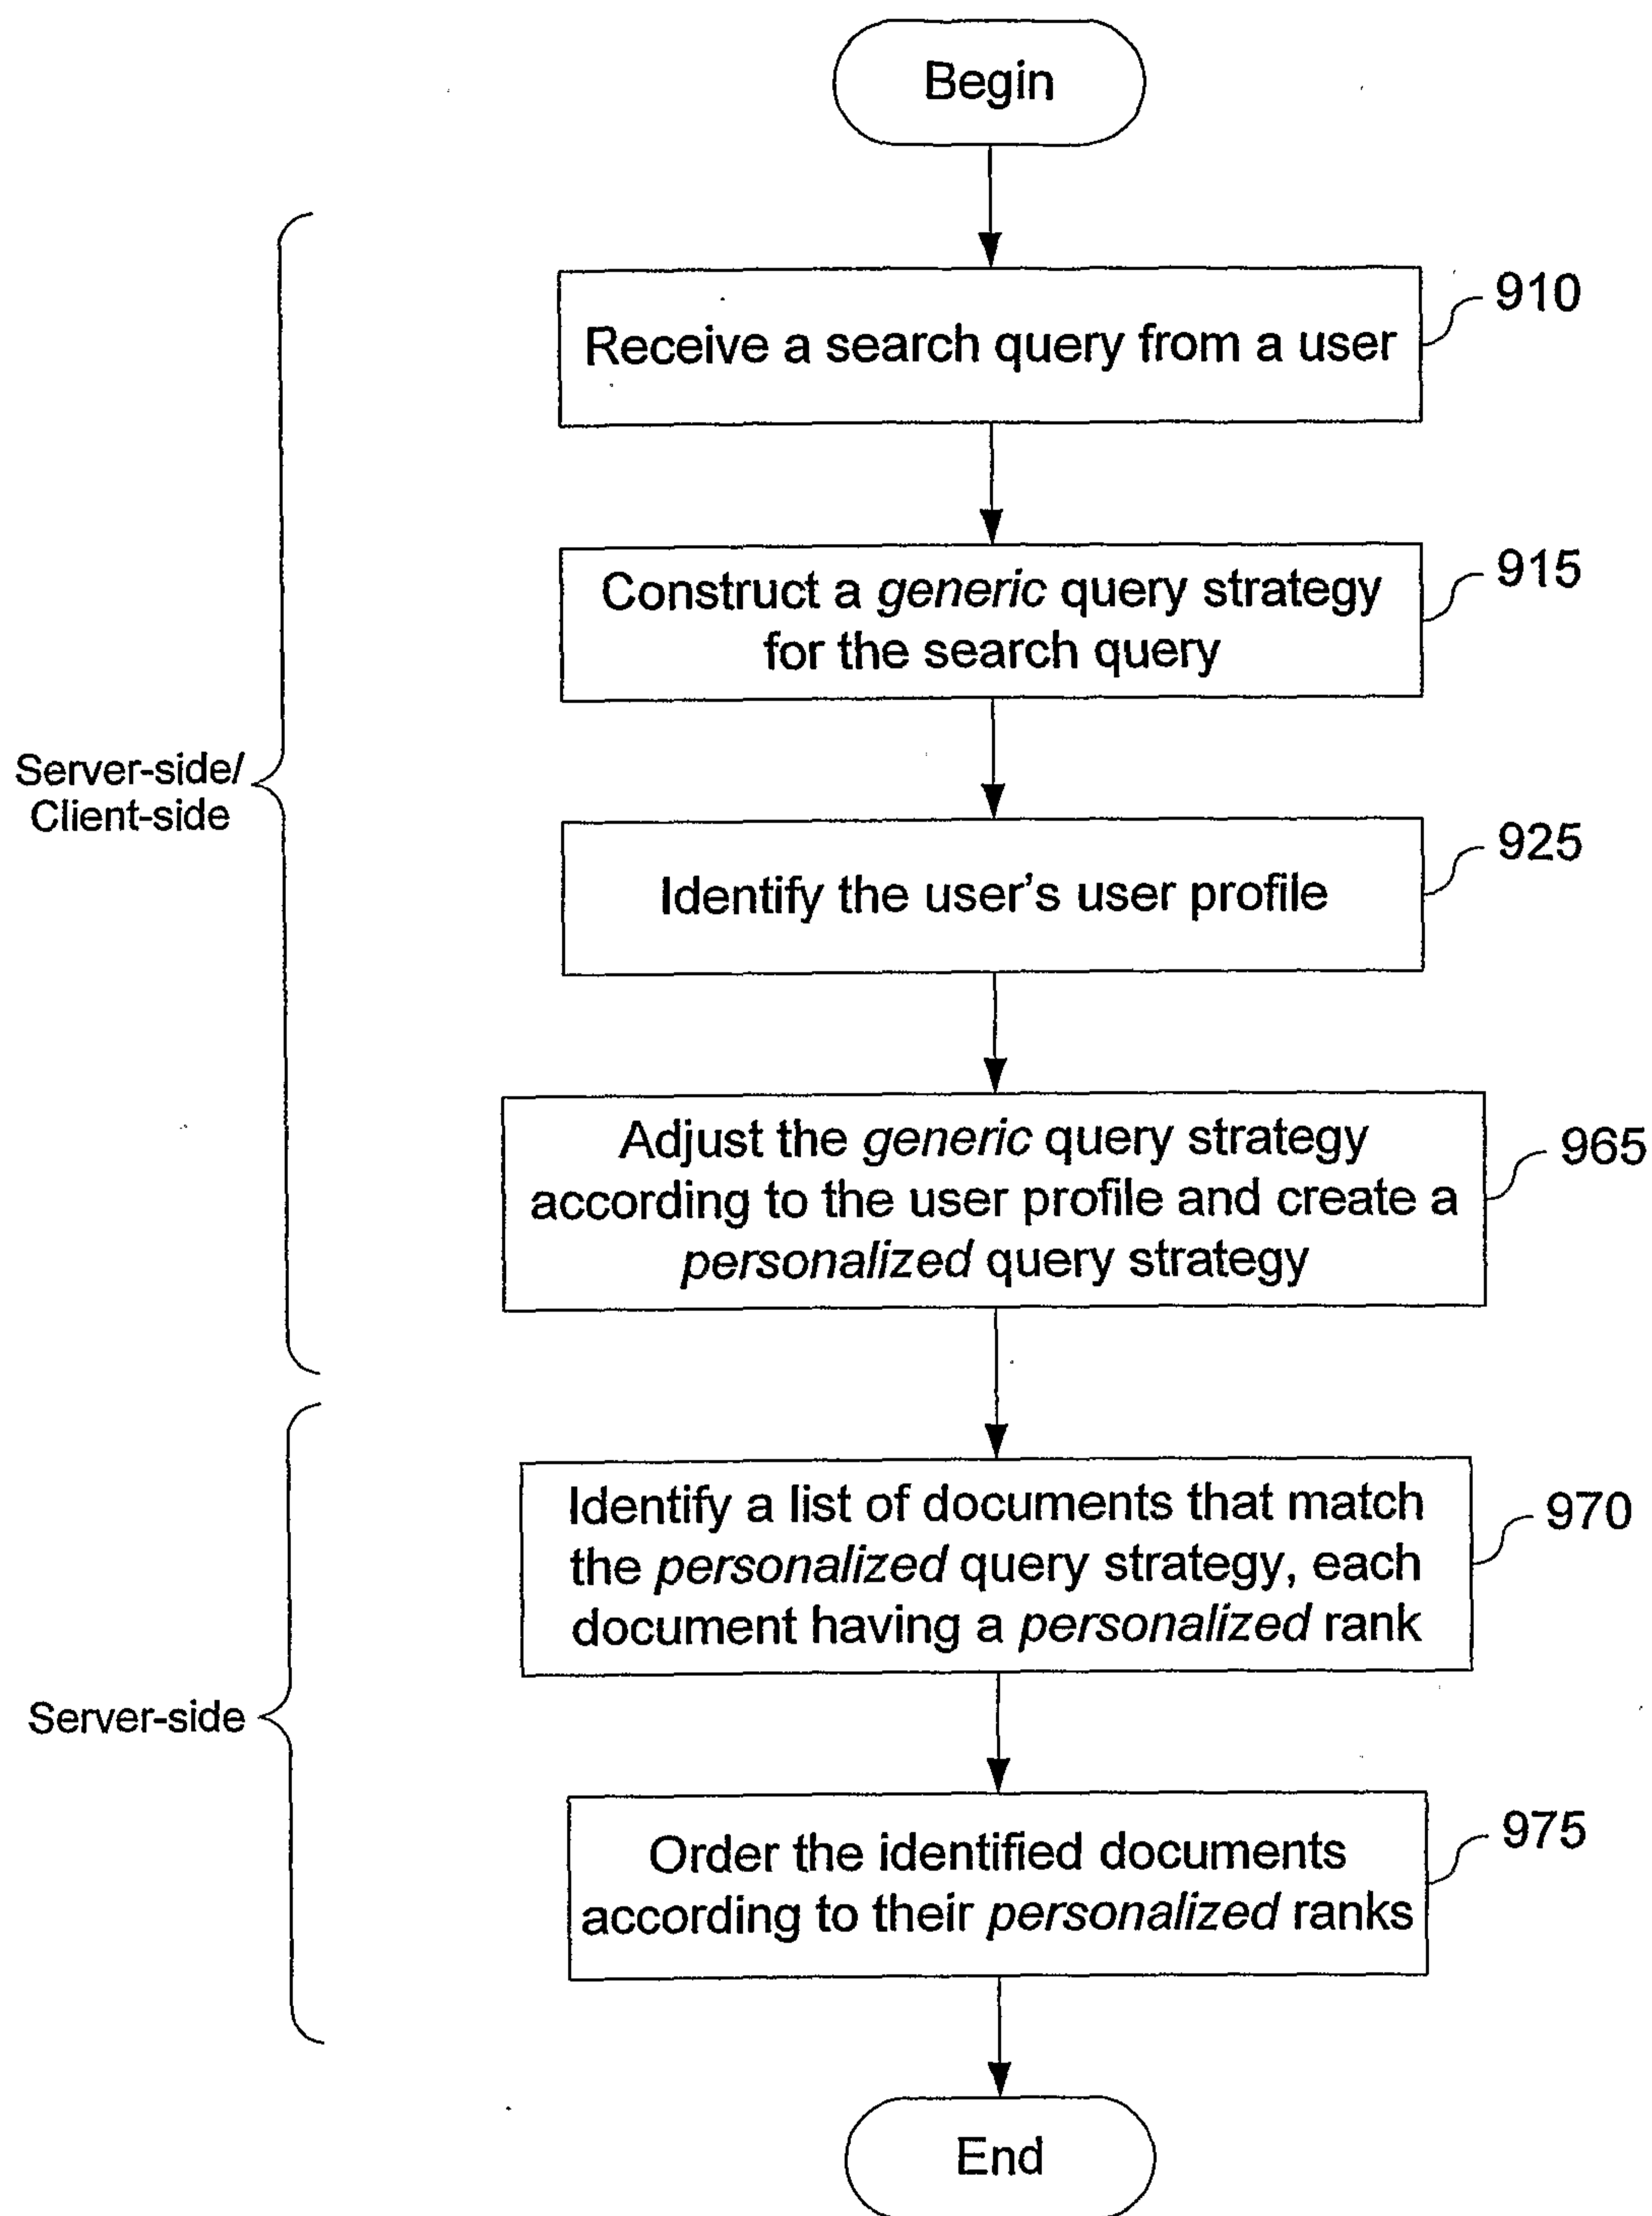 Begin
910
Receive a search query from a user
915
Construct a generic query strategy
for the search query
Server-side/
Client-side
925
Identify the user's user profile
965
Adjust the generic query strategy
according to the user profile and create a
personalized query strategy
970
Identify a list of documents that match
the personalized query strategy, each
document having a personalized rank
Server-side
975
Order the identified documents
according to their personalized ranks
End